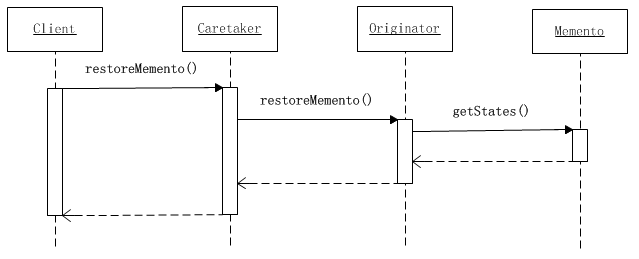 Client
Caretaker
Originator
Memento
restoreMemento()
restoreMemento()
getStates()